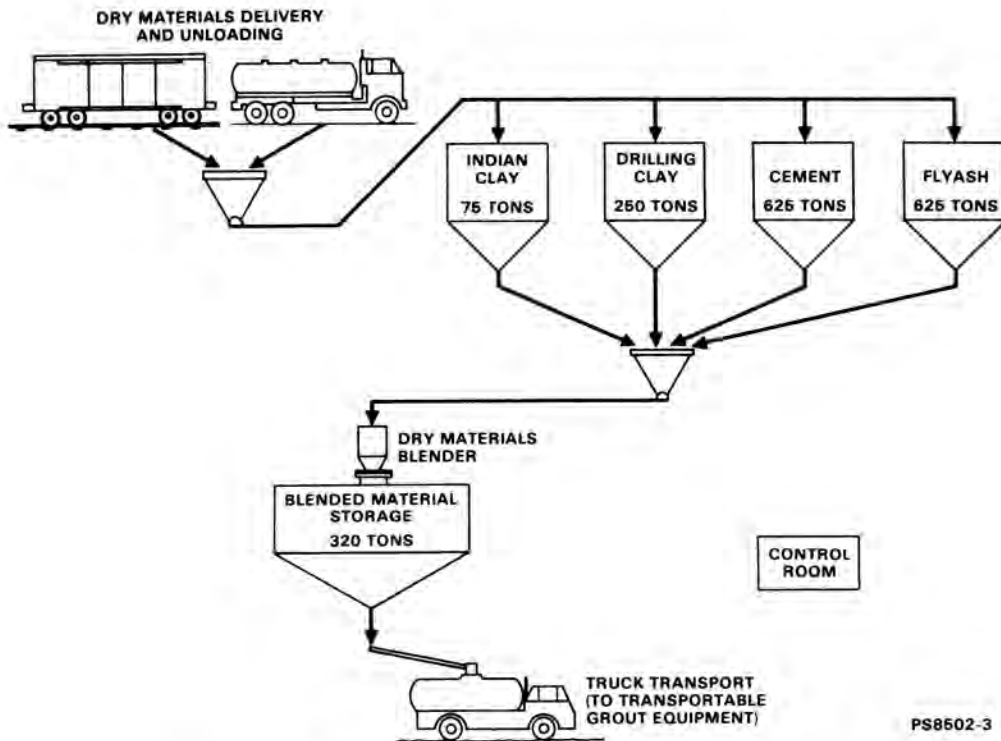 DRY MATERIALS DELIVERY
AND UNLOADING
INDIAN
CLAY
75 TONS
DRILLING
CLAY
250 TONS
CEMENT
625 TONS
FLYASH
625 TONS
DRY MATERIALS
BLENDER
BLENDED MATERIAL
STORAGE
320 TONS
CONTROL
ROOM
TRUCK TRANSPORT
(TO TRANSPORTABLE
GROUT EQUIPMENT)
PS8502-3